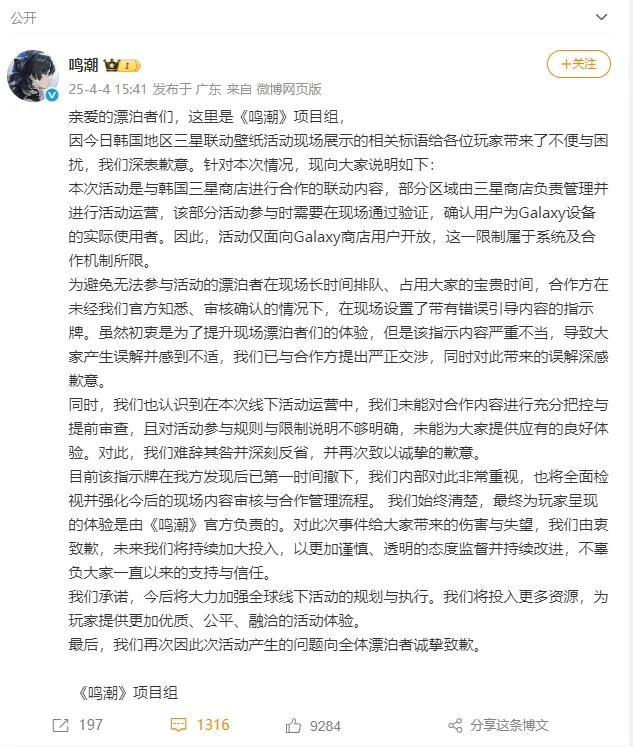 公开
鸣潮
1
+关注
25-4-4 15:41 发布于 广东 来自 微博网页版
亲爱的漂泊者们，这里是《鸣潮》项目组，
因今日韩国地区三星联动壁纸活动现场展示的相关标语给各位玩家带来了不便与困
扰，我们深表歉意。针对本次情况，现向大家说明如下：
本次活动是与韩国三星商店进行合作的联动内容，部分区域由三星商店负责管理并
进行活动运营，该部分活动参与时需要在现场通过验证，确认用户为Galaxy设备
的实际使用者。因此，活动仅面向Galaxy商店用户开放，这一限制属于系统及合
作机制所限。
为避免无法参与活动的漂泊者在现场长时间排队、占用大家的宝贵时间，合作方在
未经我们官方知悉、审核确认的情况下，在现场设置了带有错误引导内容的指示
牌。虽然初衷是为了提升现场漂泊者们的体验，但是该指示内容严重不当，导致大
家产生误解并感到不适，我们已与合作方提出严正交涉，同时对此带来的误解深感
歉意。
同时，我们也认识到在本次线下活动运营中，我们未能对合作内容进行充分把控与
提前审查，且对活动参与规则与限制说明不够明确，未能为大家提供应有的良好体
验。对此，我们难辞其咎并深刻反省，并再次致以诚挚的歉意。
目前该指示牌在我方发现后已第一时间撤下，我们内部对此非常重视，也将全面检
视并强化今后的现场内容审核与合作管理流程。 我们始终清楚，最终为玩家呈现
的体验是由《鸣潮》官方负责的。对此次事件给大家带来的伤害与失望，我们由衷
致歉，未来我们将持续加大投入，以更加谨慎、透明的态度监督并持续改进，不辜
负大家一直以来的支持与信任。
我们承诺，今后将大力加强全球线下活动的规划与执行。我们将投入更多资源，为
玩家提供更加优质、公平、融洽的活动体验。
最后，我们再次因此次活动产生的问题向全体漂泊者诚挚致歉。
《鸣潮》项目组
197 1316 9284 分享这条博文